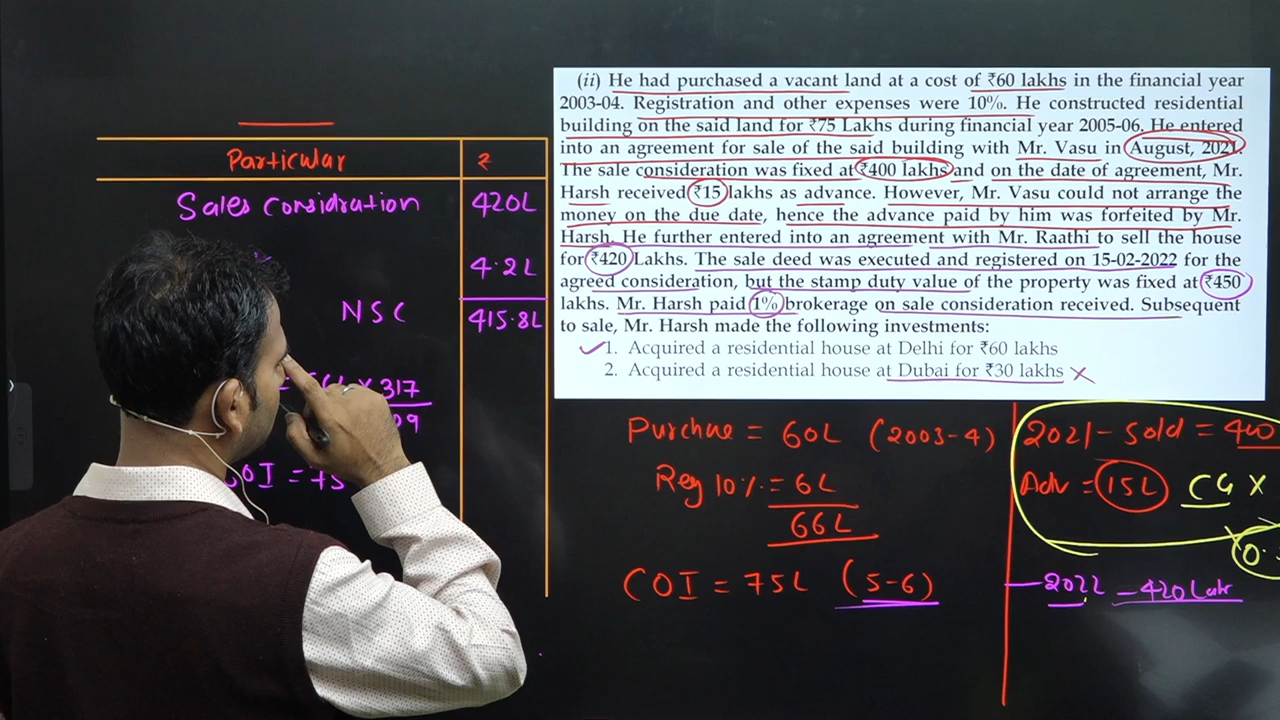 Particular ₹
Sales Considration 420L
4.2L
NSC 415.8L
= 66L × 317
09
COI = 75
(ii) He had purchased a vacant land at a cost of ₹60 lakhs in the financial year
2003-04. Registration and other expenses were 10%. He constructed residential
building on the said land for ₹75 Lakhs during financial year 2005-06. He entered
into an agreement for sale of the said building with Mr. Vasu in August, 2021.
The sale consideration was fixed at ₹400 lakhs and on the date of agreement, Mr.
Harsh received ₹15 lakhs as advance. However, Mr. Vasu could not arrange the
money on the due date, hence the advance paid by him was forfeited by Mr.
Harsh. He further entered into an agreement with Mr. Raathi to sell the house
for ₹420 Lakhs. The sale deed was executed and registered on 15-02-2022 for the
agreed consideration, but the stamp duty value of the property was fixed at ₹450
lakhs. Mr. Harsh paid 1% brokerage on sale consideration received. Subsequent
to sale, Mr. Harsh made the following investments:
1. Acquired a residential house at Delhi for ₹60 lakhs
2. Acquired a residential house at Dubai for ₹30 lakhs ×
Purchae = 60L (2003-4)
Reg 10% = 6L
66L
COI = 75L (5-6)
2021 - Sold = 400
Adv = 15L CG ×
2022 - 420 Lakr